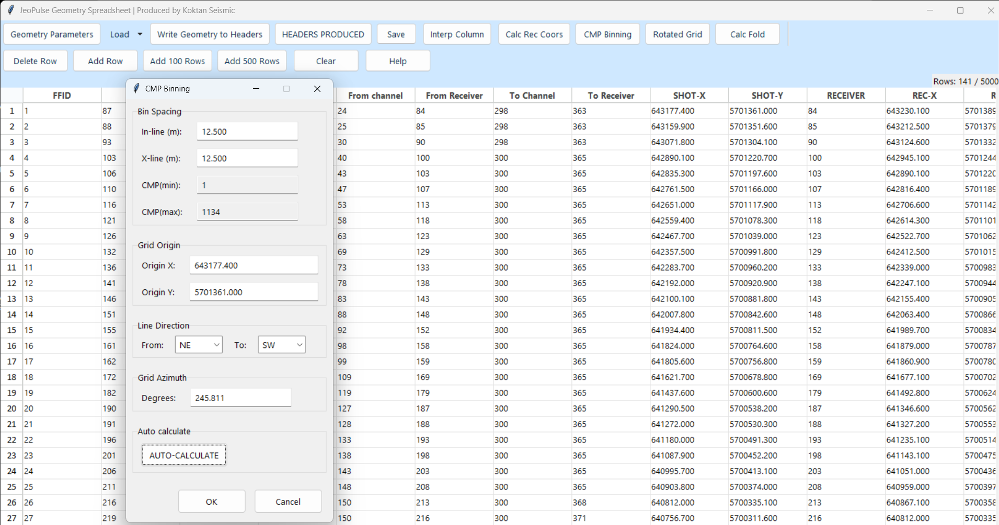 JeoPulse Geometry Spreadsheet | Produced by Koktan Seismic
Geometry Parameters Load Write Geometry to Headers HEADERS PRODUCED Save Interp Column Calc Rec Coors CMP Binning Rotated Grid Calc Fold
Delete Row Add Row Add 100 Rows Add 500 Rows Clear Help
Rows: 141 / 5000
CMP Binning
Bin Spacing
In-line (m): 12.500
X-line (m): 12.500
CMP(min): 1
CMP(max): 1134
Grid Origin
Origin X: 643177.400
Origin Y: 5701361.000
Line Direction
From: NE To: SW
Grid Azimuth
Degrees: 245.811
Auto calculate
AUTO-CALCULATE
OK Cancel
FFID From channel From Receiver To Channel To Receiver SHOT-X SHOT-Y RECEIVER REC-X R
1 1 87 24 84 298 363 643177.400 5701361.000 84 643230.100 5701389
2 2 88 25 85 298 363 643159.900 5701351.600 85 643212.500 5701379
3 3 93 30 90 298 363 643071.800 5701304.100 90 643124.600 5701332
4 4 103 40 100 300 365 642890.100 5701220.700 100 642945.100 5701244
5 5 106 43 103 300 365 642835.300 5701197.600 103 642890.100 5701220
6 6 110 47 107 300 365 642761.500 5701166.000 107 642816.400 5701189
7 7 116 53 113 300 365 642651.000 5701117.900 113 642706.600 5701142
8 8 121 58 118 300 365 642559.400 5701078.300 118 642614.300 5701101
9 9 126 63 123 300 365 642467.700 5701039.000 123 642522.700 5701062
10 10 132 69 129 300 365 642357.500 5700991.800 129 642412.500 5701015
11 11 136 73 133 300 365 642283.700 5700960.200 133 642339.000 5700983
12 12 141 78 138 300 365 642192.000 5700920.900 138 642247.100 5700944
13 13 146 83 143 300 365 642100.100 5700881.800 143 642155.400 5700905
14 14 151 88 148 300 365 642007.800 5700842.600 148 642063.400 5700866
15 15 155 92 152 300 365 641934.400 5700811.500 152 641989.700 5700834
16 16 161 98 158 300 365 641824.000 5700764.600 158 641879.000 5700787
17 17 162 99 159 300 365 641805.600 5700756.800 159 641860.900 5700780
18 18 172 109 169 300 365 641621.700 5700678.800 169 641677.100 5700702
19 19 182 119 179 300 365 641437.600 5700600.600 179 641492.800 5700624
20 20 190 127 187 300 365 641290.500 5700538.200 187 641346.600 5700562
21 21 191 128 188 300 365 641272.000 5700530.300 188 641327.200 5700553
22 22 196 133 193 300 365 641180.000 5700491.300 193 641235.100 5700514
23 23 201 138 198 300 365 641087.900 5700452.200 198 641143.100 5700475
24 24 206 143 203 300 365 640995.700 5700413.100 203 641051.000 5700436
25 25 211 148 208 300 365 640903.800 5700374.000 208 640959.000 5700397
26 26 216 150 213 300 368 640812.000 5700335.100 213 640867.100 5700358
27 27 219 150 216 300 371 640756.700 5700311.600 216 640812.000 5700335